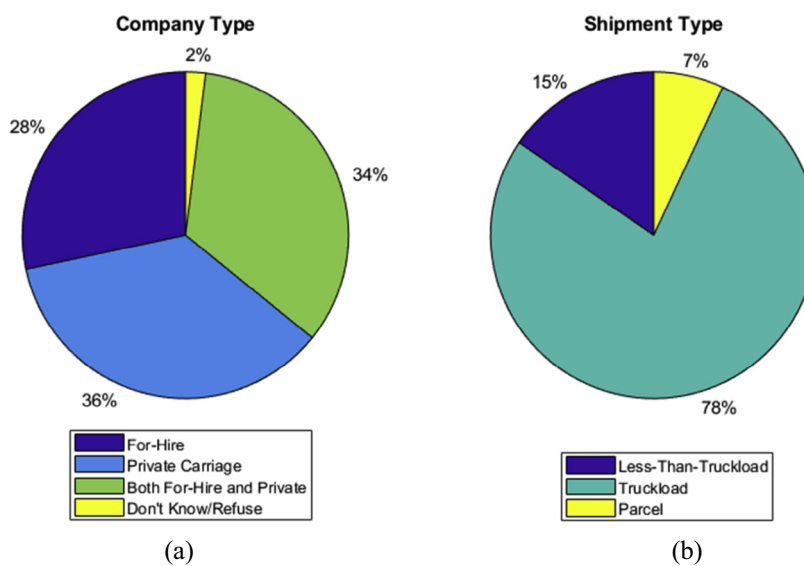 Company Type
2%
28%
34%
36%
For-Hire
Private Carriage
Both For-Hire and Private
Don't Know/Refuse
(a)
Shipment Type
7%
15%
78%
Less-Than-Truckload
Truckload
Parcel
(b)